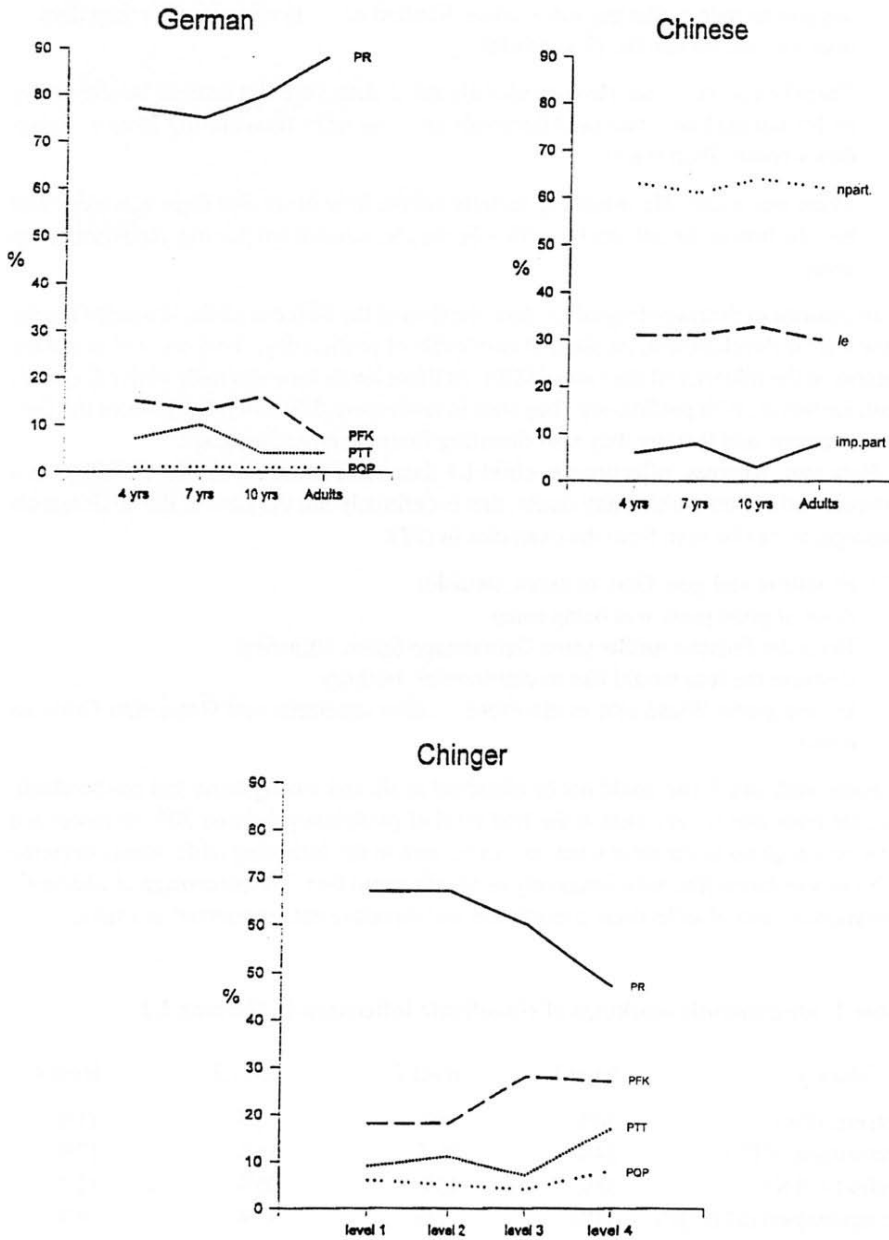 German
90
80
70
60
50
%
40
30
20
10
0
PR
PFK
PTT
PQP
4 yrs 7 yrs 10 yrs Adults
Chinese
90
80
70
60
50
%
40
30
20
10
0
npart.
le
imp.part
4 yrs 7 yrs 10 yrs Adults
Chinger
90
80
70
60
50
%
40
30
20
10
0
PR
PFK
PTT
PQP
level 1 level 2 level 3 level 4